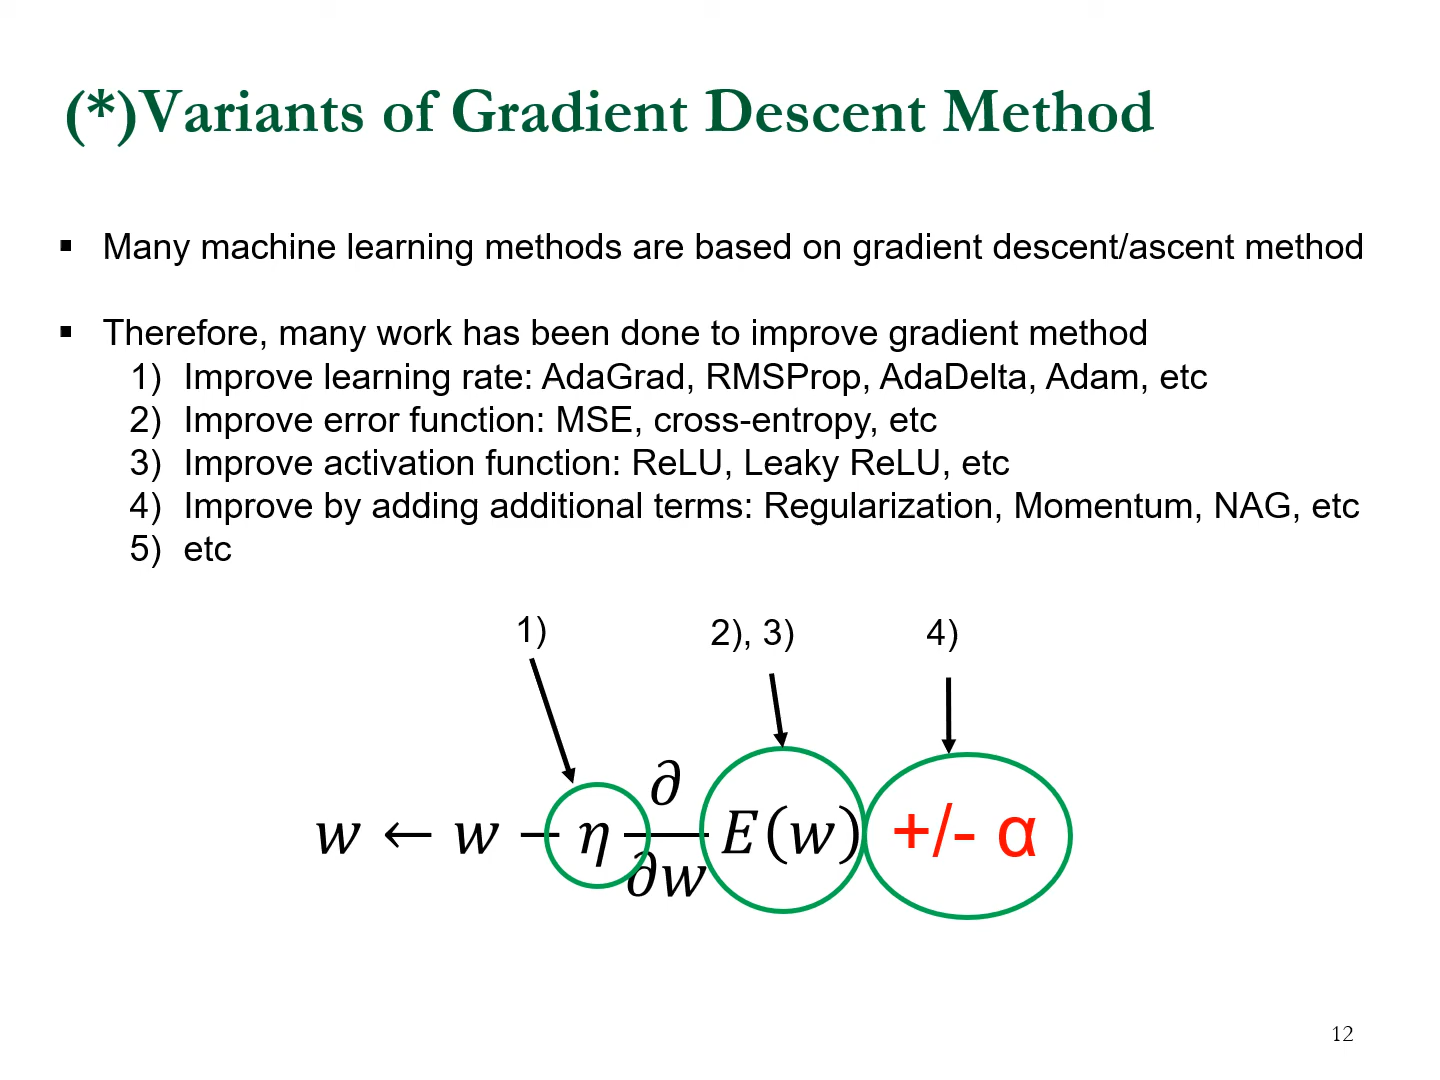 (*)Variants of Gradient Descent Method
▪ Many machine learning methods are based on gradient descent/ascent method
▪ Therefore, many work has been done to improve gradient method
1) Improve learning rate: AdaGrad, RMSProp, AdaDelta, Adam, etc
2) Improve error function: MSE, cross-entropy, etc
3) Improve activation function: ReLU, Leaky ReLU, etc
4) Improve by adding additional terms: Regularization, Momentum, NAG, etc
5) etc
1) 2), 3) 4)
w ← w − η ∂/∂w E(w) +/- α
12